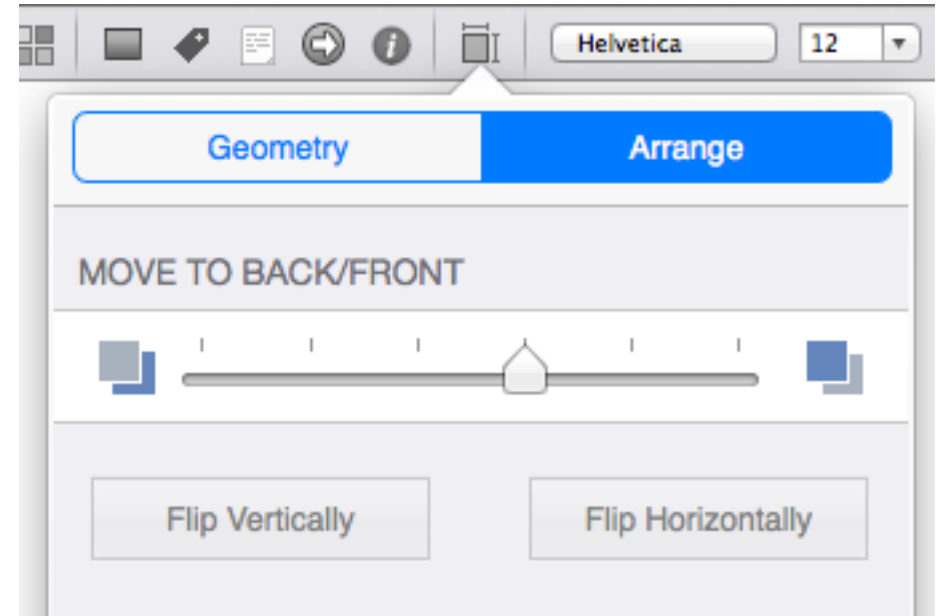 Helvetica 12
Geometry Arrange
MOVE TO BACK/FRONT
Flip Vertically Flip Horizontally